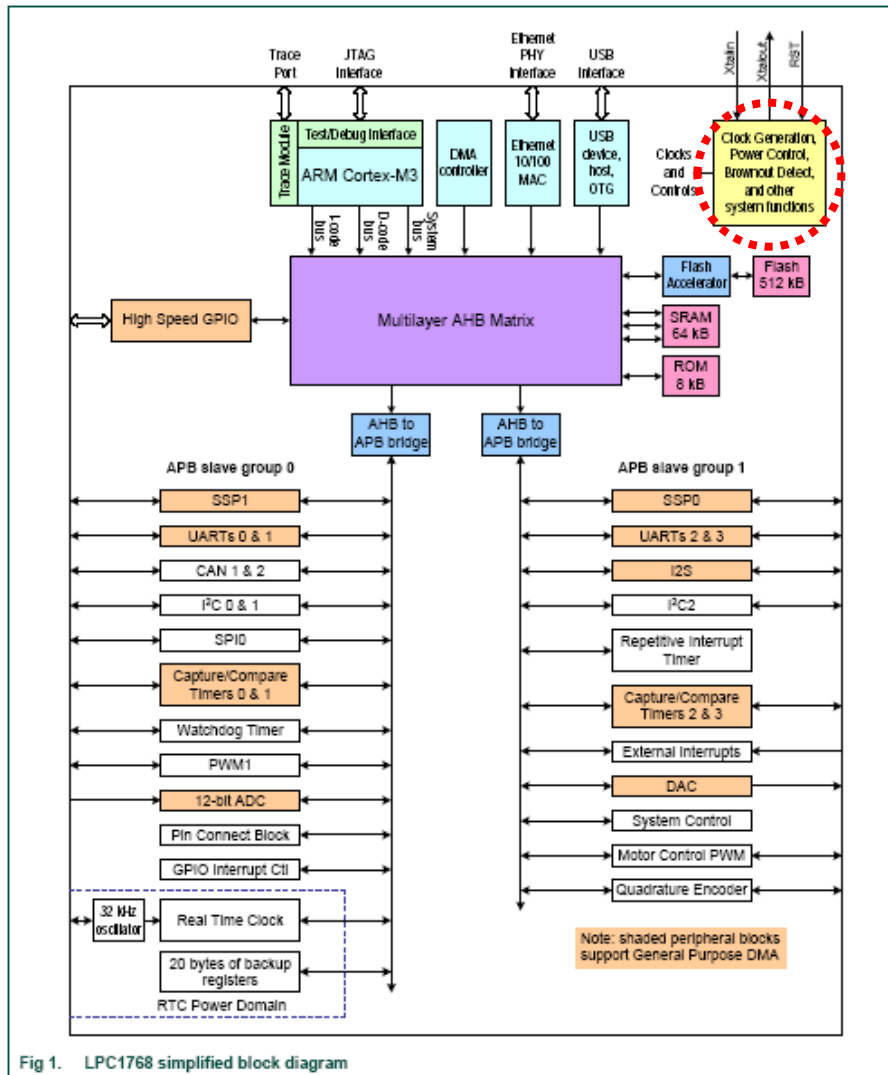 Trace
Port
JTAG
Interface
Ethernet
PHY
Interface
USB
Interface
Xtalin
Xtalout
RST
Trace Module
Test/Debug Interface
ARM Cortex-M3
DMA
controller
Ethernet
10/100
MAC
USB
device,
host,
OTG
Clocks
and
Controls
Clock Generation,
Power Control,
Brownout Detect,
and other
system functions
I-code
bus
D-code
bus
System
bus
High Speed GPIO
Multilayer AHB Matrix
Flash
Accelerator
Flash
512 kB
SRAM
64 kB
ROM
8 kB
AHB to
APB bridge
AHB to
APB bridge
APB slave group 0
SSP1
UARTs 0 & 1
CAN 1 & 2
I²C 0 & 1
SPI0
Capture/Compare
Timers 0 & 1
Watchdog Timer
PWM1
12-bit ADC
Pin Connect Block
GPIO Interrupt Ctl
32 kHz
oscillator
Real Time Clock
20 bytes of backup
registers
RTC Power Domain
APB slave group 1
SSP0
UARTs 2 & 3
I2S
I²C2
Repetitive Interrupt
Timer
Capture/Compare
Timers 2 & 3
External Interrupts
DAC
System Control
Motor Control PWM
Quadrature Encoder
Note: shaded peripheral blocks
support General Purpose DMA
Fig 1. LPC1768 simplified block diagram